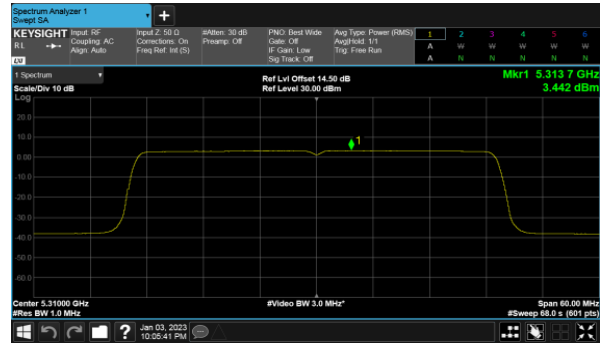 Spectrum Analyzer 1
Swept SA
+
KEYSIGHT Input: RF Input Z: 50 Ω #Atten: 30 dB PNO: Best Wide Avg Type: Power (RMS) 1 2 3 4 5 6
RL Coupling: AC Corrections: On Preamp: Off Gate: Off Avg|Hold: 1/1 A W W W W W
Align: Auto Freq Ref: Int (S) IF Gain: Low Trig: Free Run
LXI Sig Track: Off A N N N N N
1 Spectrum Ref Lvl Offset 14.50 dB Mkr1 5.313 7 GHz
Scale/Div 10 dB Ref Level 30.00 dBm 3.442 dBm
Log
20.0
10.0
0.00
-10.0
-20.0
-30.0
-40.0
-50.0
-60.0
1
Center 5.31000 GHz #Video BW 3.0 MHz* Span 60.00 MHz
#Res BW 1.0 MHz #Sweep 68.0 s (601 pts)
? Jan 03, 2023
10:05:41 PM